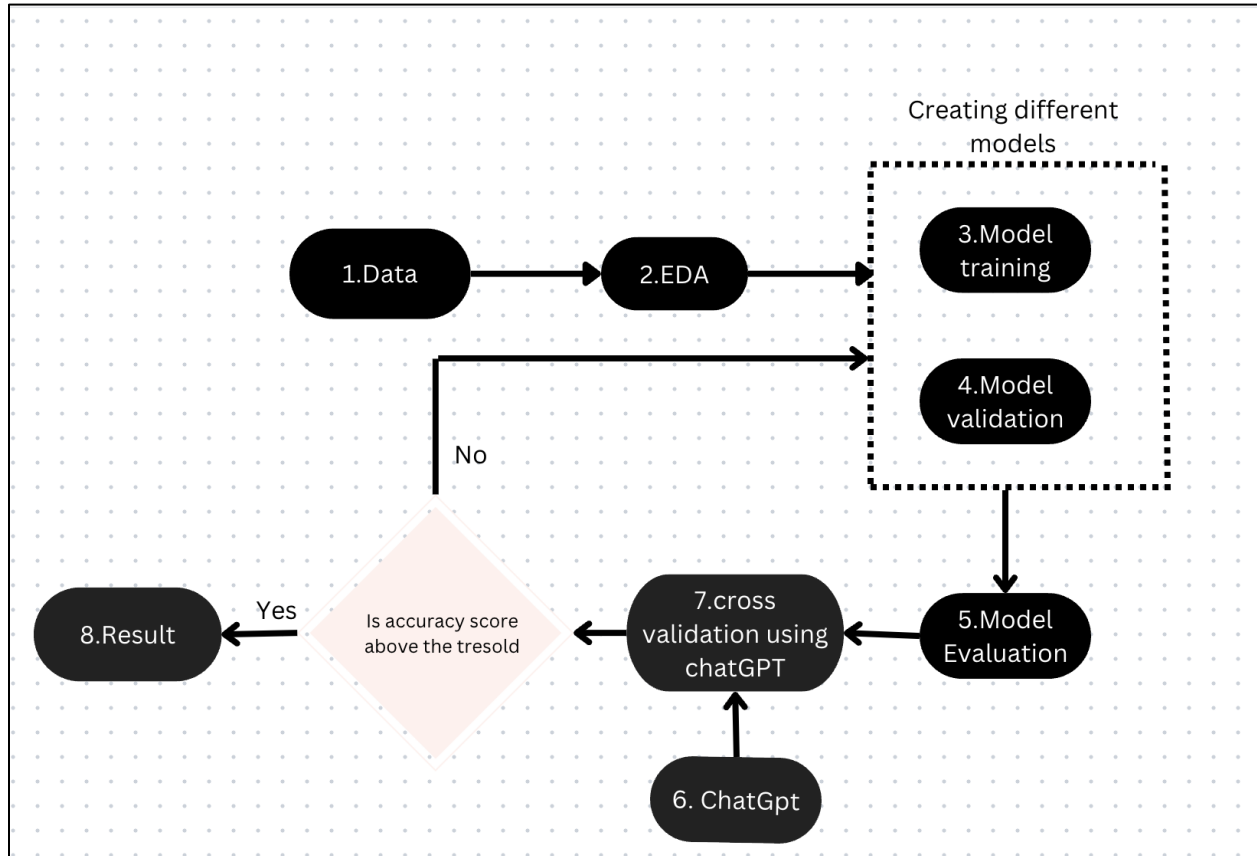 Creating different
models
1.Data
2.EDA
3.Model
training
4.Model
validation
No
Yes
8.Result
Is accuracy score
above the tresold
7.cross
validation using
chatGPT
5.Model
Evaluation
6. ChatGpt